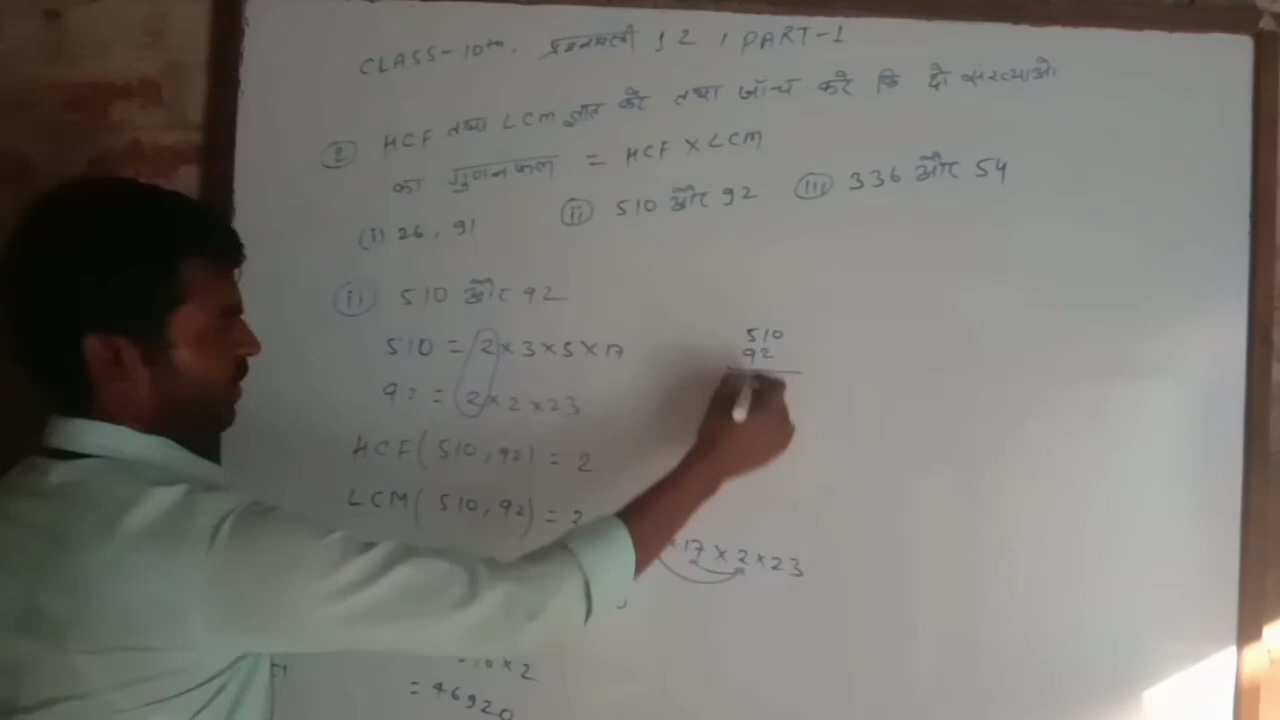 CLASS-10th, प्रश्नावली 1.2, PART-1
② HCF तथा LCM ज्ञात करे तथा जाँच करे कि दो संख्याओ
का गुणनफल = HCF × LCM
(i) 26, 91 (ii) 510 और 92 (iii) 336 और 54
(ii) 510 और 92
510 = 2 × 3 × 5 × 17
92 = 2 × 2 × 23
HCF(510, 92) = 2
LCM(510, 92) = 2
× 17 × 2 × 23
× 2
= 46920
510
92